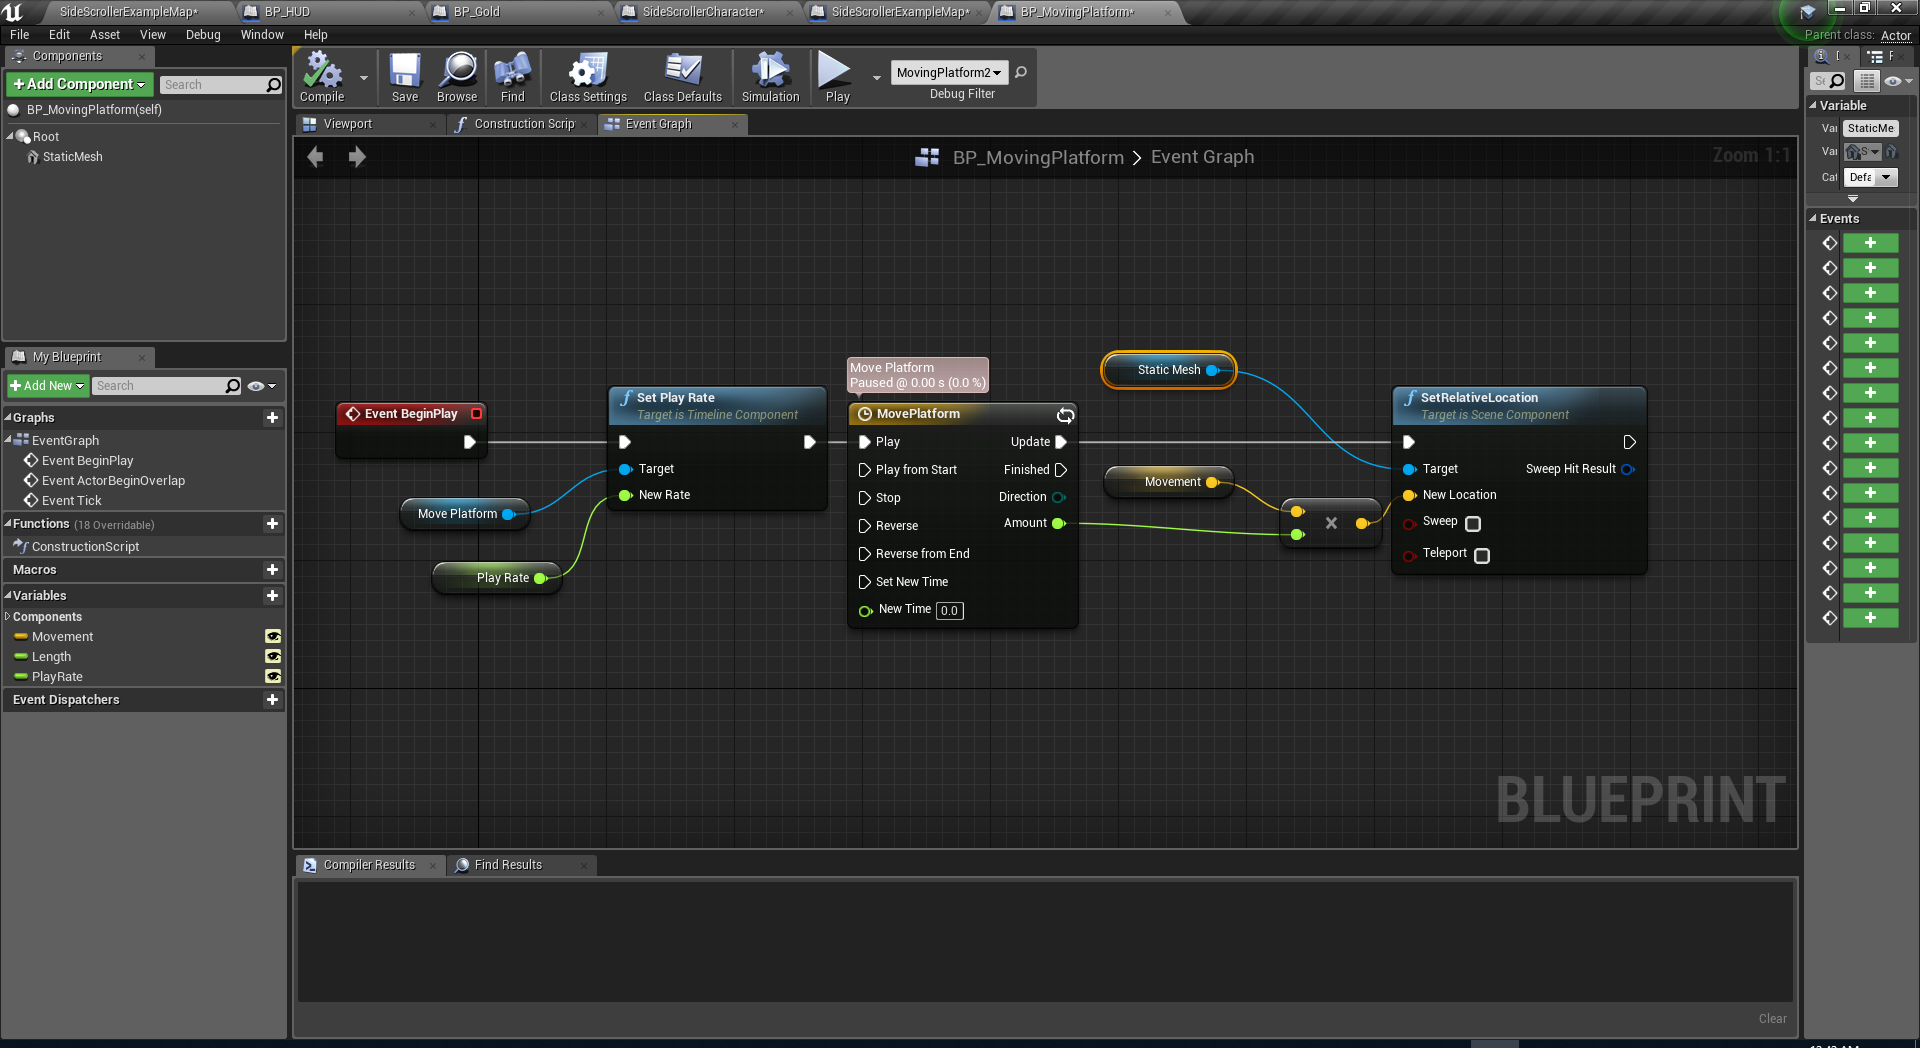 SideScrollerExampleMap*
BP_HUD
BP_Gold
SideScrollerCharacter*
SideScrollerExampleMap*
BP_MovingPlatform*
File Edit Asset View Debug Window Help
Parent class: Actor
Components
+Add Component
Search
BP_MovingPlatform(self)
Root
StaticMesh
Compile
Save
Browse
Find
Class Settings
Class Defaults
Simulation
Play
MovingPlatform2
Debug Filter
Viewport
Construction Scrip
Event Graph
BP_MovingPlatform > Event Graph
Zoom 1:1
My Blueprint
+Add New
Search
Graphs
EventGraph
Event BeginPlay
Event ActorBeginOverlap
Event Tick
Functions (18 Overridable)
ConstructionScript
Macros
Variables
Components
Movement
Length
PlayRate
Event Dispatchers
Event BeginPlay
Move Platform
Play Rate
Set Play Rate
Target is Timeline Component
Target
New Rate
Move Platform
Paused @ 0.00 s (0.0 %)
MovePlatform
Play
Update
Play from Start
Finished
Stop
Direction
Reverse
Amount
Reverse from End
Set New Time
New Time 0.0
Static Mesh
Movement
SetRelativeLocation
Target is Scene Component
Target
Sweep Hit Result
New Location
Sweep
Teleport
BLUEPRINT
Compiler Results
Find Results
Clear
Variable
Vai StaticMe
Vai
Cat Defa
Events